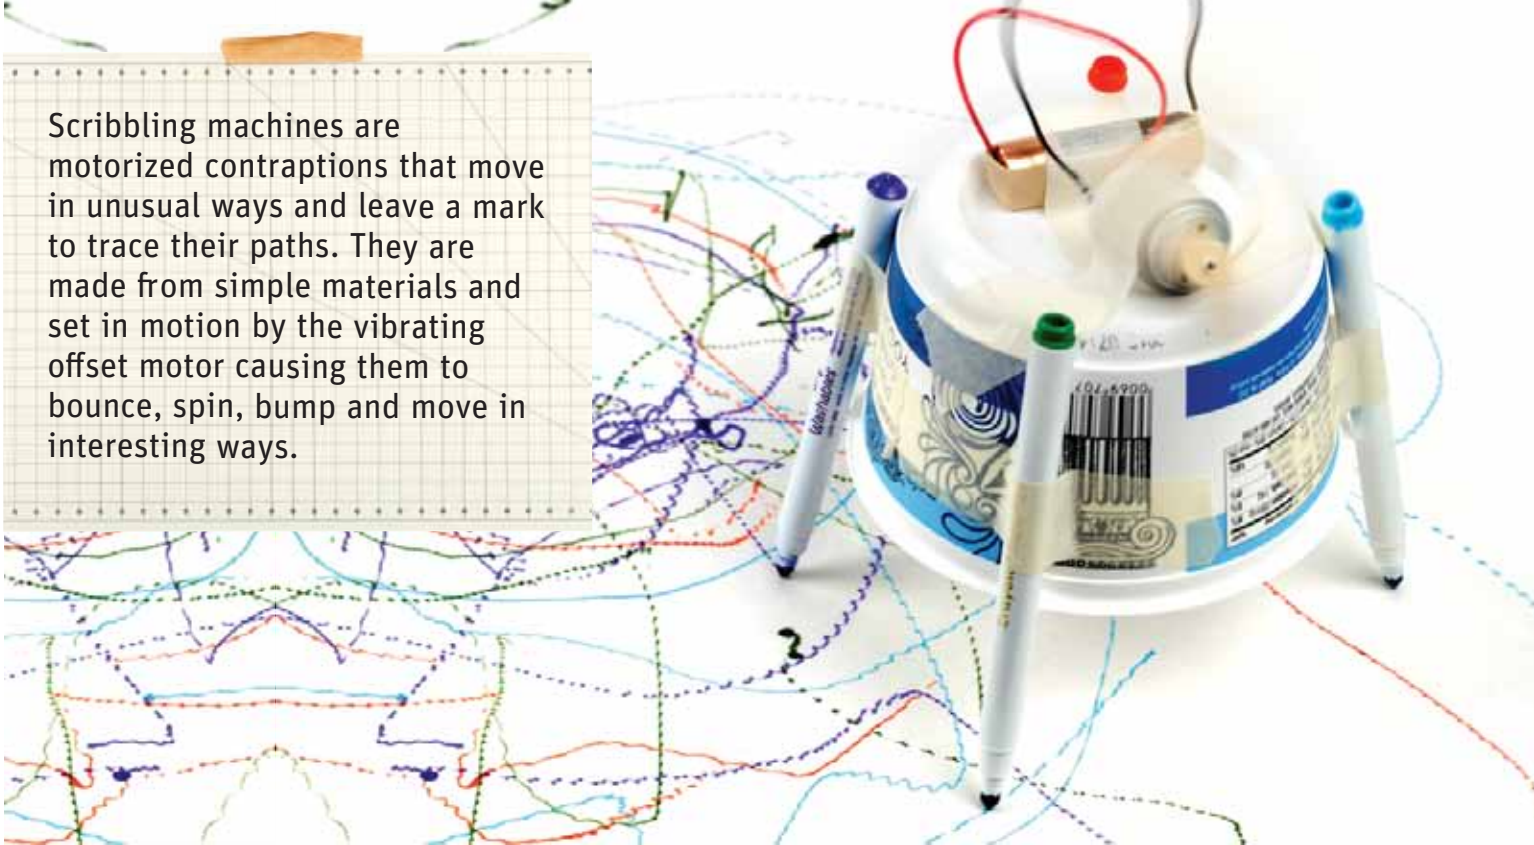 Scribbling machines are
motorized contraptions that move
in unusual ways and leave a mark
to trace their paths. They are
made from simple materials and
set in motion by the vibrating
offset motor causing them to
bounce, spin, bump and move in
interesting ways.
Washable